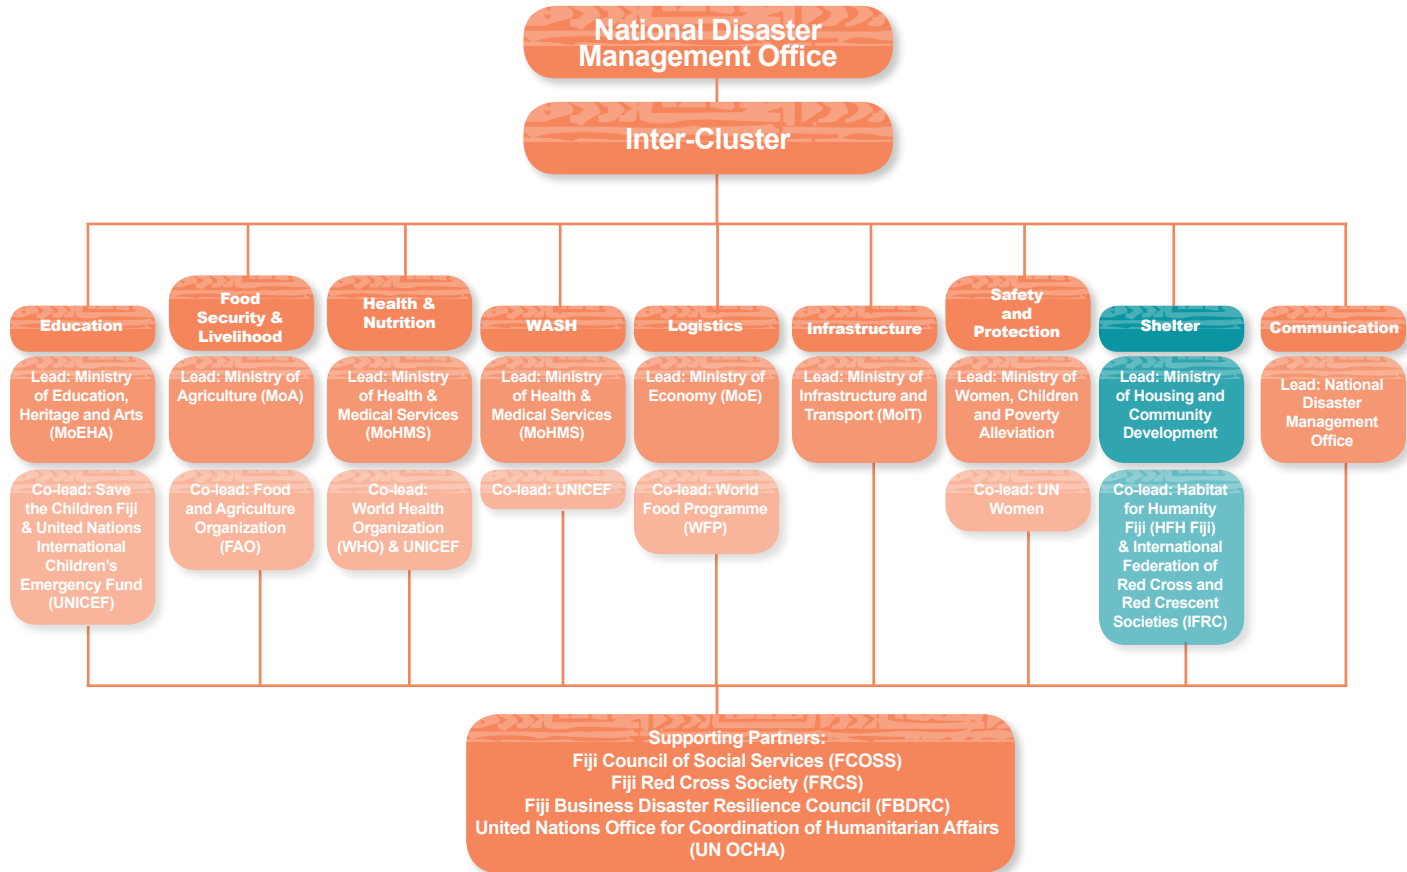 National Disaster
Management Office
Inter-Cluster
Education
Lead: Ministry
of Education,
Heritage and Arts
(MoEHA)
Co-lead: Save
the Children Fiji
& United Nations
International
Children's
Emergency Fund
(UNICEF)
Food
Security &
Livelihood
Lead: Ministry of
Agriculture (MoA)
Co-lead: Food
and Agriculture
Organization
(FAO)
Health &
Nutrition
Lead: Ministry
of Health &
Medical Services
(MoHMS)
Co-lead:
World Health
Organization
(WHO) & UNICEF
WASH
Lead: Ministry
of Health &
Medical Services
(MoHMS)
Co-lead: UNICEF
Logistics
Lead: Ministry of
Economy (MoE)
Co-lead: World
Food Programme
(WFP)
Infrastructure
Lead: Ministry of
Infrastructure and
Transport (MoIT)
Safety
and
Protection
Lead: Ministry of
Women, Children
and Poverty
Alleviation
Co-lead: UN
Women
Shelter
Lead: Ministry
of Housing and
Community
Development
Co-lead: Habitat
for Humanity
Fiji (HFH Fiji)
& International
Federation of
Red Cross and
Red Crescent
Societies (IFRC)
Communication
Lead: National
Disaster
Management
Office
Supporting Partners:
Fiji Council of Social Services (FCOSS)
Fiji Red Cross Society (FRCS)
Fiji Business Disaster Resilience Council (FBDRC)
United Nations Office for Coordination of Humanitarian Affairs
(UN OCHA)